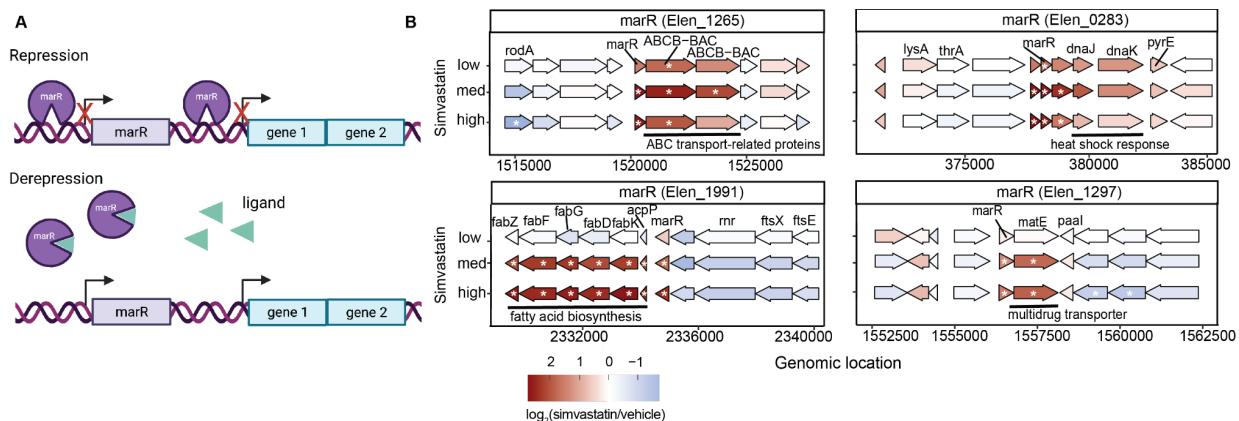 A
Repression
marR
marR
X
X
marR
gene 1
gene 2
Derepression
marR
marR
ligand
marR
gene 1
gene 2
B
marR (Elen_1265)
rodA
marR
ABCB−BAC
ABCB−BAC
Simvastatin
low
med
*
*
*
*
high
*
*
*
ABC transport-related proteins
1515000
1520000
1525000
marR (Elen_0283)
lysA
thrA
marR
dnaJ
dnaK
pyrE
heat shock response
375000
380000
385000
marR (Elen_1991)
fabZ
fabF
fabG
fabD
fabK
acpP
marR
rnr
ftsX
ftsE
Simvastatin
low
med
high
fatty acid biosynthesis
2332000
2336000
2340000
marR (Elen_1297)
marR
matE
paaI
multidrug transporter
1552500
1555000
1557500
1560000
1562500
Genomic location
2
1
0
−1
log2(simvastatin/vehicle)